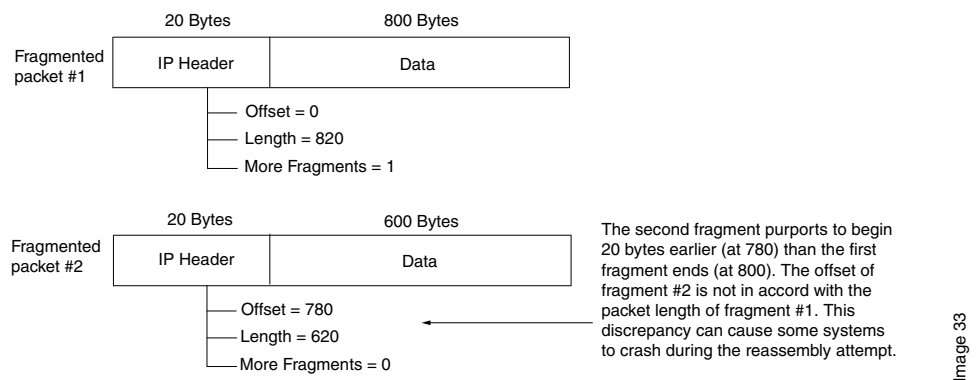 20 Bytes
800 Bytes
Fragmented
packet #1
IP Header
Data
Offset = 0
Length = 820
More Fragments = 1
20 Bytes
600 Bytes
Fragmented
packet #2
IP Header
Data
Offset = 780
Length = 620
More Fragments = 0
The second fragment purports to begin
20 bytes earlier (at 780) than the first
fragment ends (at 800). The offset of
fragment #2 is not in accord with the
packet length of fragment #1. This
discrepancy can cause some systems
to crash during the reassembly attempt.
Image 33